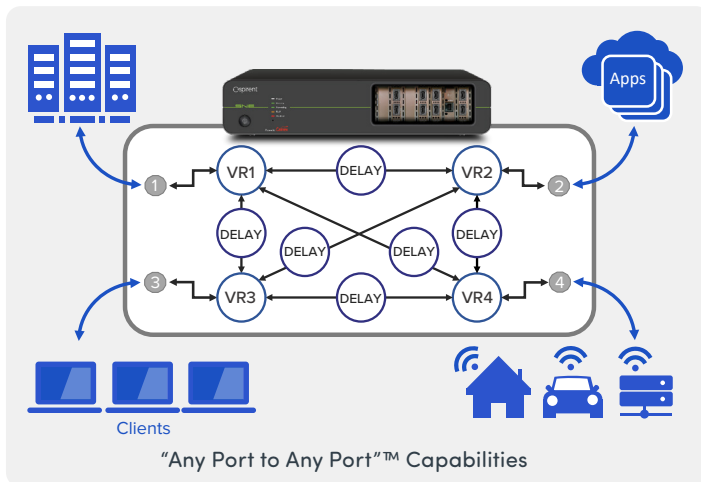 spirent
Apps
1
VR1
DELAY
VR2
2
DELAY
DELAY
DELAY
DELAY
3
VR3
DELAY
VR4
4
Clients
“Any Port to Any Port”™ Capabilities